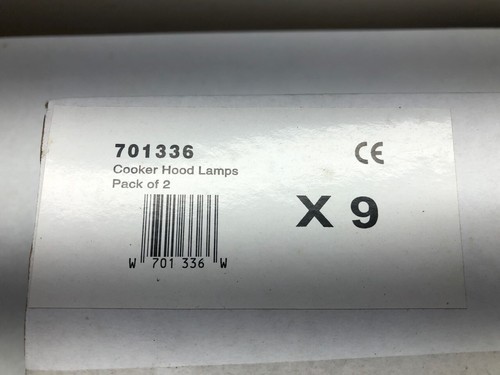 701336
Cooker Hood Lamps
Pack of 2
CE
X 9
W 701 336 W